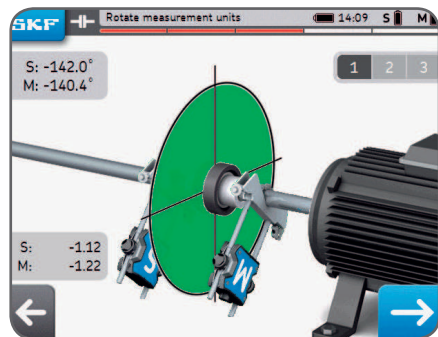 SKF Rotate measurement units 14:09 S M
S: -142.0°
M: -140.4°
1 2 3
S M
S: -1.12
M: -1.22